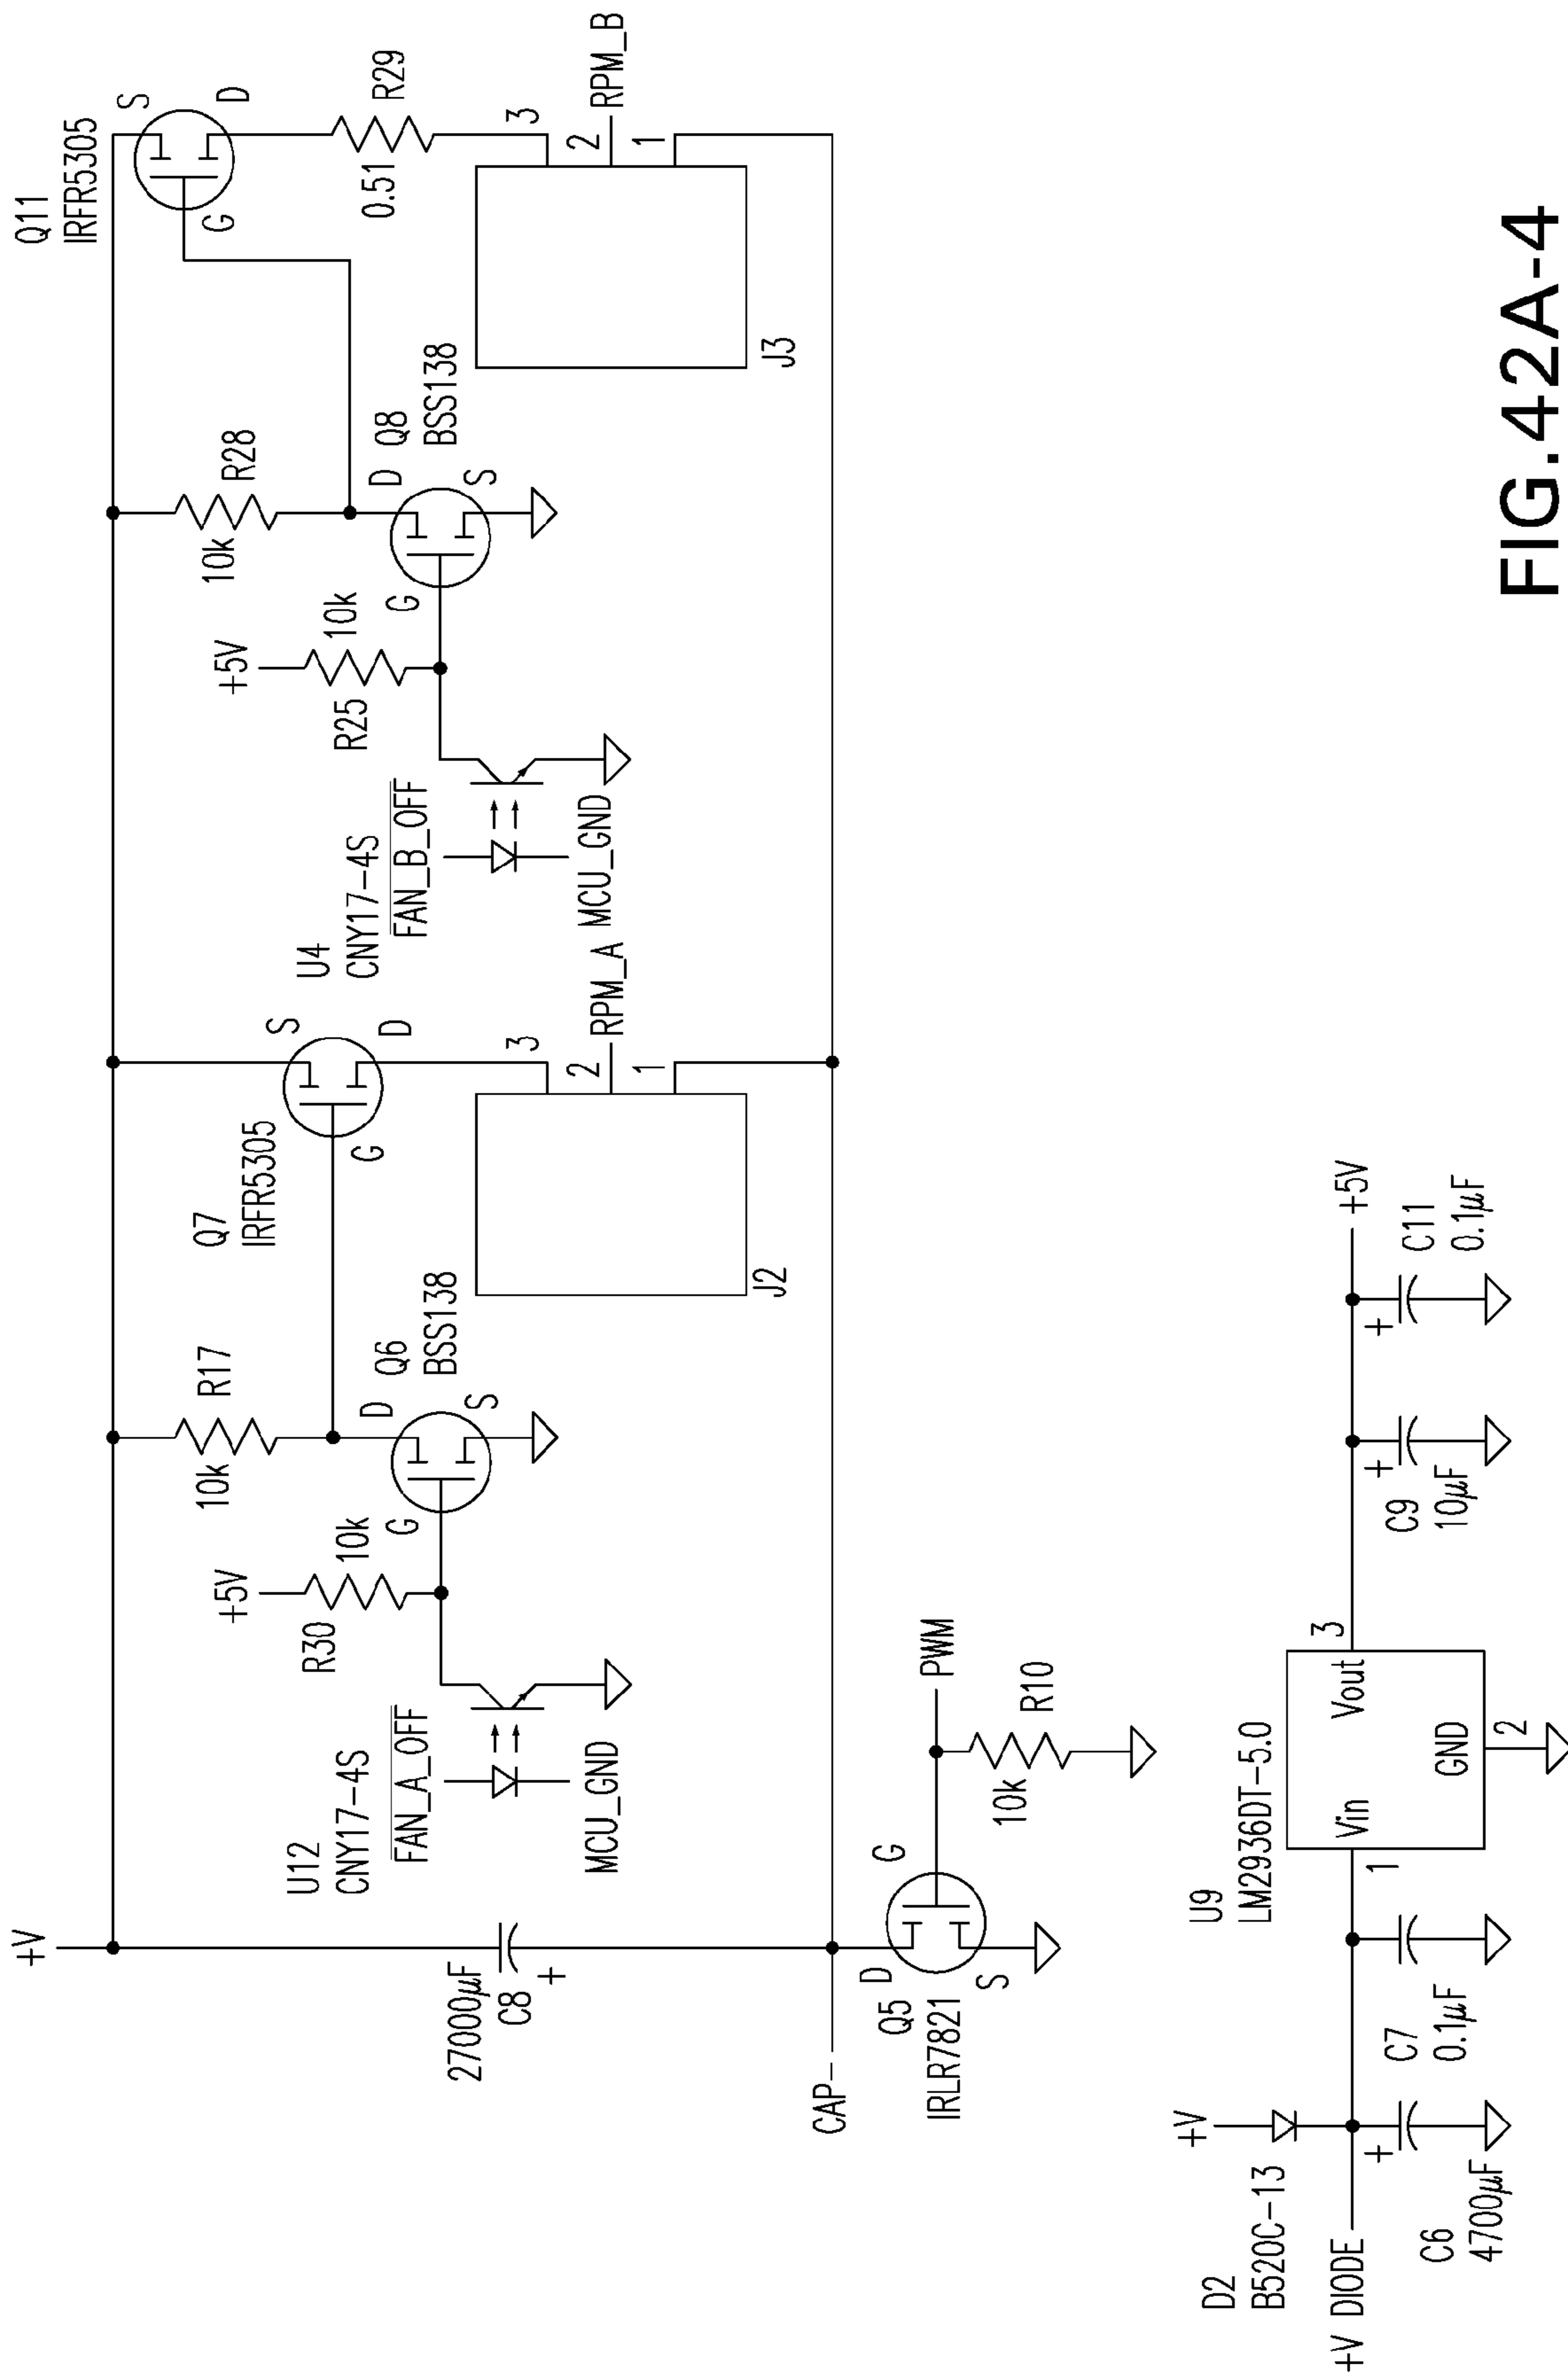 +V
27000µF
C8
+
CAP-
U12
CNY17-4S
FAN_A_OFF
MCU_GND
+5V
R30
10k
10k
R17
G
D
S
Q6
BSS138
Q7
IRFR5305
G
S
D
3
2
1
RPM_A
J2
U4
CNY17-4S
FAN_B_OFF
MCU_GND
+5V
R25
10k
10k
R28
G
D
S
Q8
BSS138
Q11
IRFR5305
G
S
D
0.51
R29
3
2
1
RPM_B
J3
D
G
S
Q5
IRLR7821
PWM
10k
R10
D2
B520C-13
+V
+V DIODE
+
C6
4700µF
C7
0.1µF
U9
LM2936DT-5.0
1
Vin
Vout
3
GND
2
+
C9
10µF
+
C11
0.1µF
+5V
FIG.42A-4